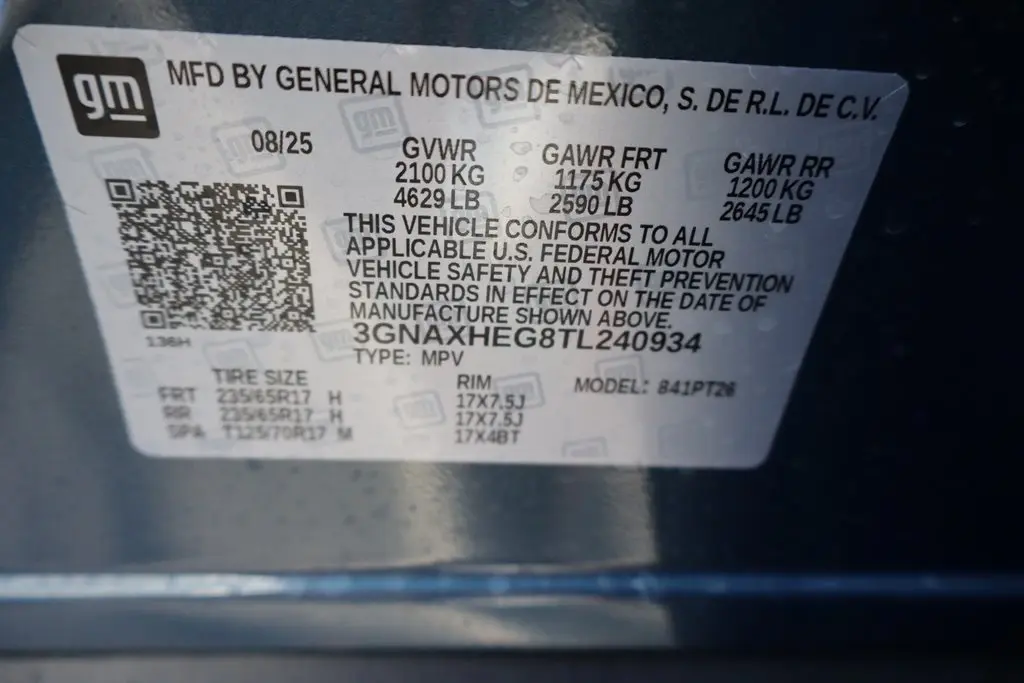 gm MFD BY GENERAL MOTORS DE MEXICO, S. DE R.L. DE C.V.
08/25 GVWR GAWR FRT GAWR RR
2100 KG 1175 KG 1200 KG
4629 LB 2590 LB 2645 LB
THIS VEHICLE CONFORMS TO ALL
APPLICABLE U.S. FEDERAL MOTOR
VEHICLE SAFETY AND THEFT PREVENTION
STANDARDS IN EFFECT ON THE DATE OF
MANUFACTURE SHOWN ABOVE.
136H 3GNAXHEG8TL240934
TYPE: MPV
TIRE SIZE RIM MODEL: 841PT26
FRT 235/65R17 H 17X7.5J
RR 235/65R17 H 17X7.5J
SPA T125/70R17 M 17X4BT